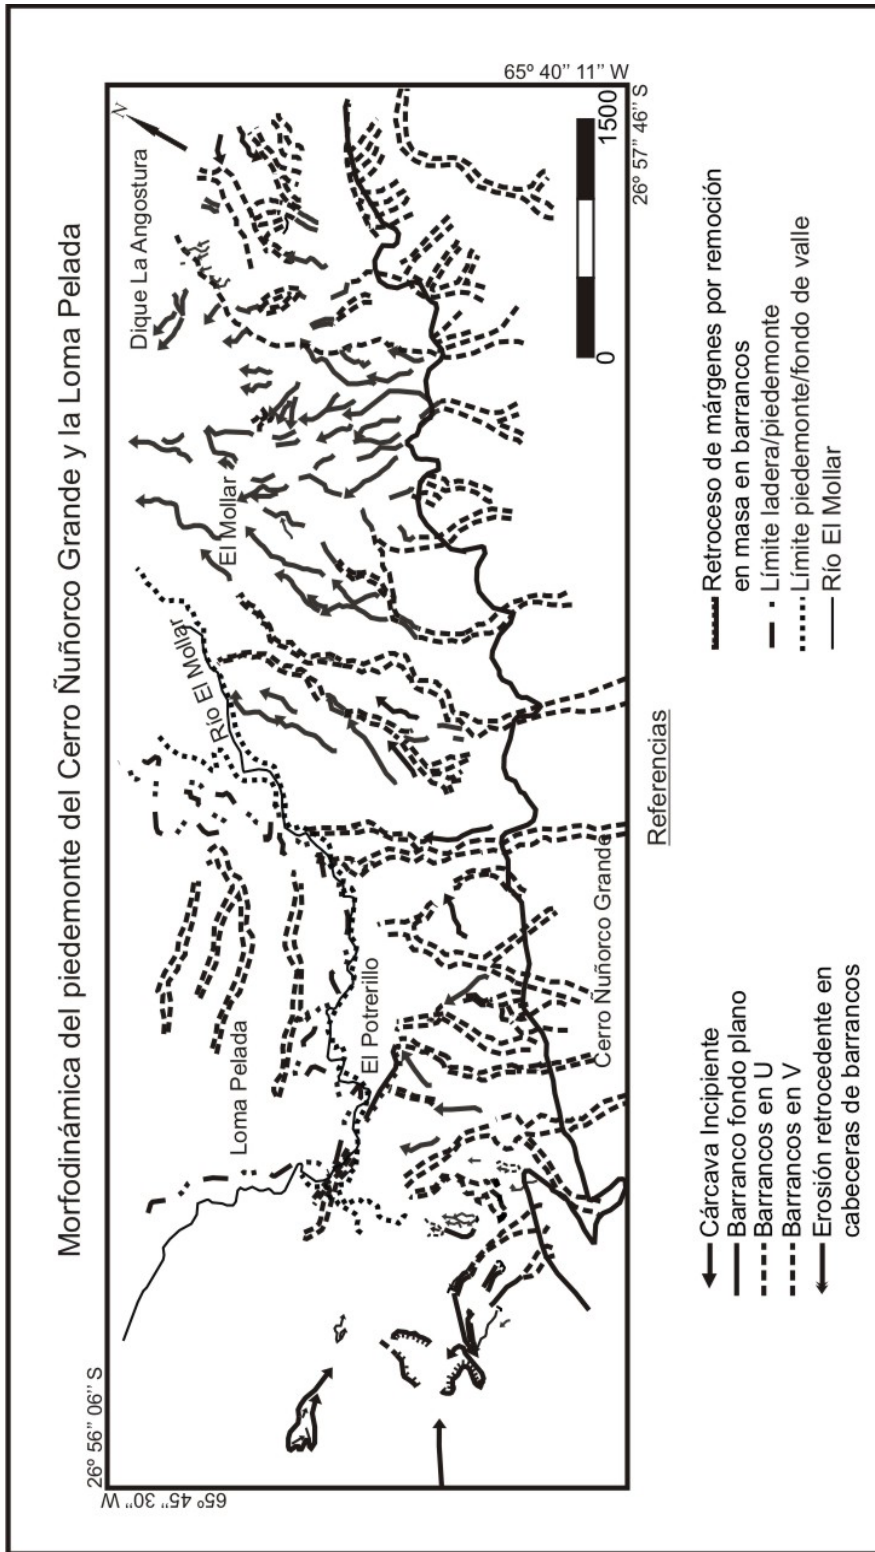 Morfodinámica del piedemonte del Cerro Ñuñorco Grande y la Loma Pelada
26º 56'' 06'' S
65º 45'' 30'' W
65º 40'' 11'' W
26º 57'' 46'' S
N
Dique La Angostura
El Mollar
Río El Mollar
Loma Pelada
El Potrerillo
Cerro Ñuñorco Grande
0
1500
Referencias
Cárcava Incipiente
Barranco fondo plano
Barrancos en U
Barrancos en V
Erosión retrocedente en
cabeceras de barrancos
Retroceso de márgenes por remoción
en masa en barrancos
Límite ladera/piedemonte
Límite piedemonte/fondo de valle
Río El Mollar